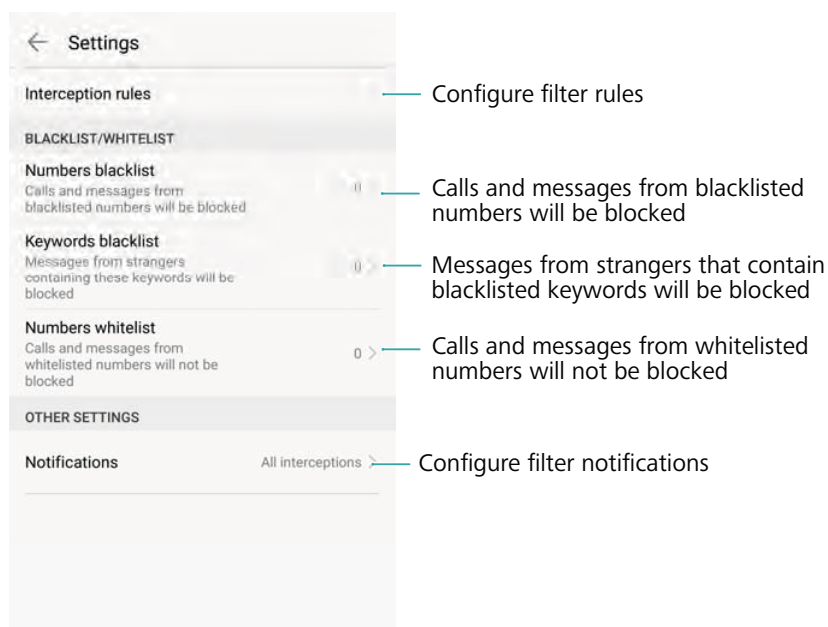 Settings
Interception rules
Configure filter rules
BLACKLIST/WHITELIST
Numbers blacklist
Calls and messages from
blacklisted numbers will be blocked
0
Calls and messages from blacklisted
numbers will be blocked
Keywords blacklist
Messages from strangers
containing these keywords will be
blocked
0
Messages from strangers that contain
blacklisted keywords will be blocked
Numbers whitelist
Calls and messages from
whitelisted numbers will not be
blocked
0
Calls and messages from whitelisted
numbers will not be blocked
OTHER SETTINGS
Notifications
All interceptions
Configure filter notifications